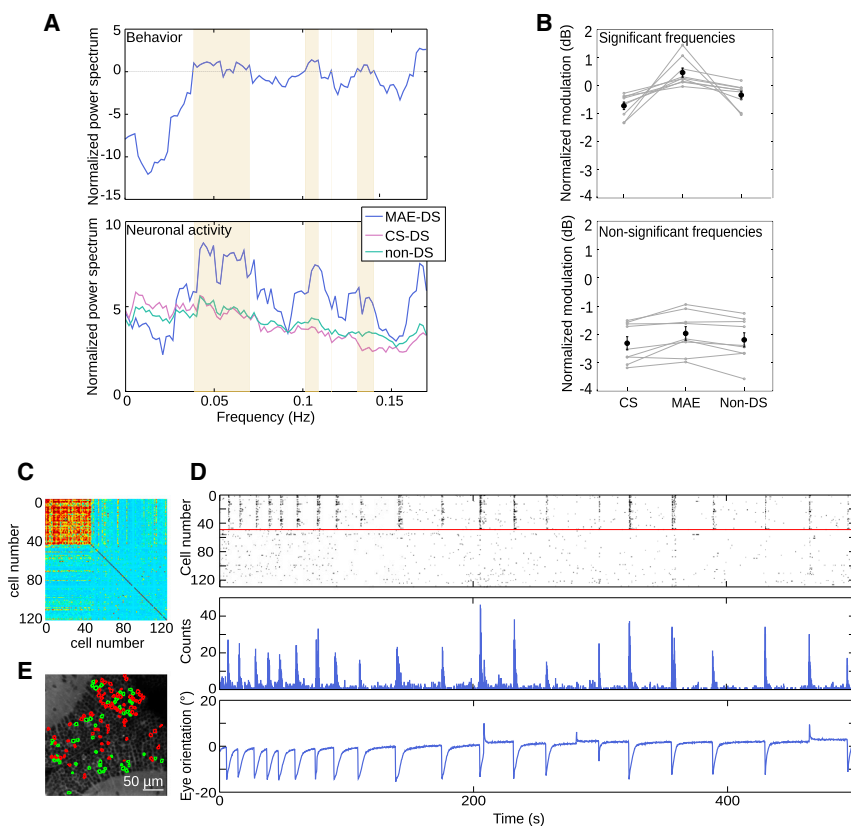 A
B
5
Behavior
0
-5
-10
-15
Normalized power spectrum
MAE-DS
CS-DS
non-DS
10
Neuronal activity
5
0
Normalized power spectrum
0
0.05
0.1
0.15
Frequency (Hz)
2
Significant frequencies
1
0
-1
-2
-3
-4
Normalized modulation (dB)
2
Non-significant frequencies
1
0
-1
-2
-3
-4
Normalized modulation (dB)
CS
MAE
Non-DS
C
D
0
40
80
120
cell number
0
40
80
120
cell number
0
40
80
120
Cell number
40
20
0
Counts
20
0
-20
Eye orientation (°)
0
200
400
Time (s)
E
50 µm